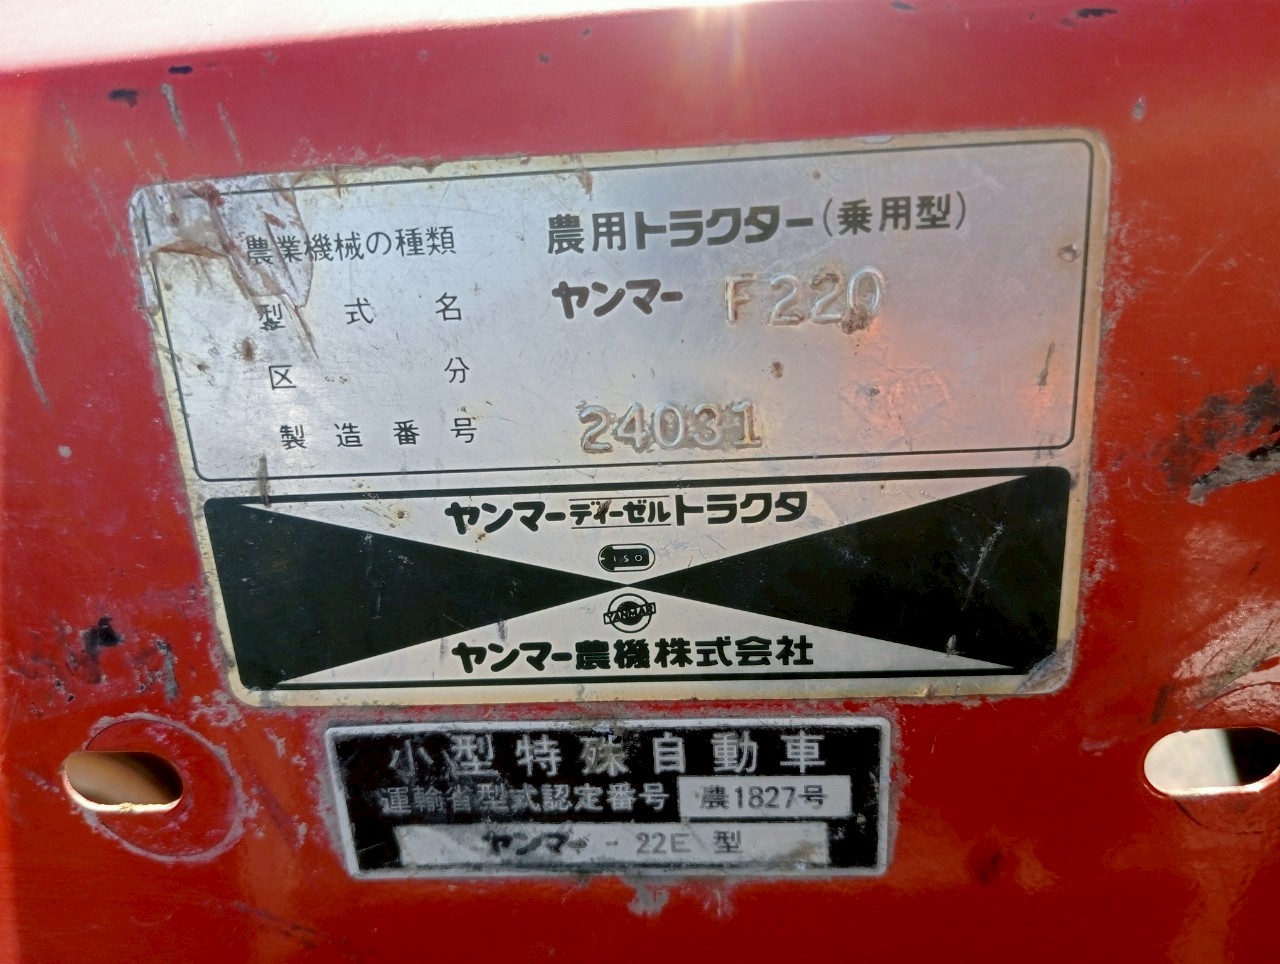 農業機械の種類 農用トラクター(乗用型)
型式名 ヤンマー F220
区分
製造番号 24031
ヤンマーディーゼルトラクタ
ISO
YANMAR
ヤンマー農機株式会社
小型特殊自動車
運輸省型式認定番号 農1827号
ヤンマー - 22E 型